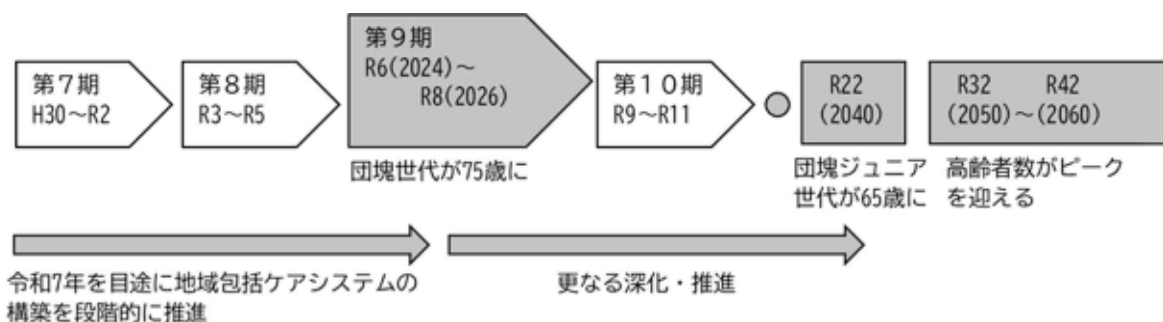 第7期
H30～R2
第8期
R3～R5
第9期
R6(2024)～
R8(2026)
第10期
R9～R11
R22
(2040)
R32 R42
(2050)～(2060)
団塊世代が75歳に
団塊ジュニア
世代が65歳に
高齢者数がピーク
を迎える
令和7年を目途に地域包括ケアシステムの
構築を段階的に推進
更なる深化・推進